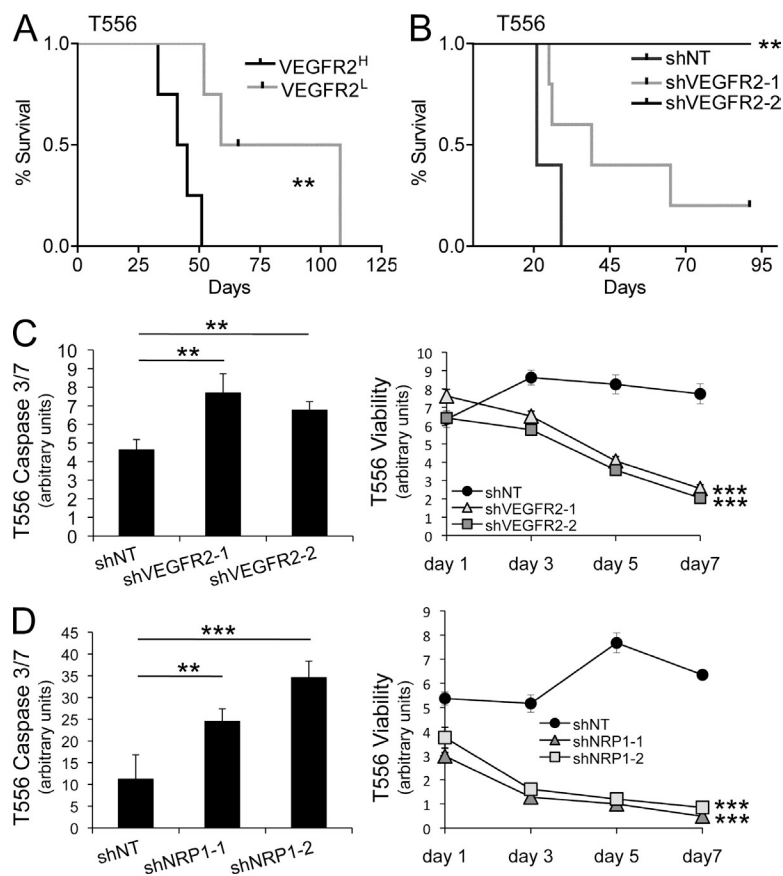 A
T556
1.0
0.5
0.0
% Survival
VEGFR2H
VEGFR2L
**
0 25 50 75 100 125
Days
B
T556
1.0
0.5
0.0
% Survival
**
shNT
shVEGFR2-1
shVEGFR2-2
20 45 70 95
Days
C
T556 Caspase 3/7
(arbitrary units)
10
9
8
7
6
5
4
3
2
1
0
**
**
shNT
shVEGFR2-1
shVEGFR2-2
T556 Viability
(arbitrary units)
10
9
8
7
6
5
4
3
2
1
0
shNT
shVEGFR2-1
shVEGFR2-2
***
***
day 1 day 3 day 5 day7
D
T556 Caspase 3/7
(arbitrary units)
45
40
35
30
25
20
15
10
5
0
***
**
shNT
shNRP1-1
shNRP1-2
T556 Viability
(arbitrary units)
9
8
7
6
5
4
3
2
1
0
shNT
shNRP1-1
shNRP1-2
***
***
day 1 day 3 day 5 day7